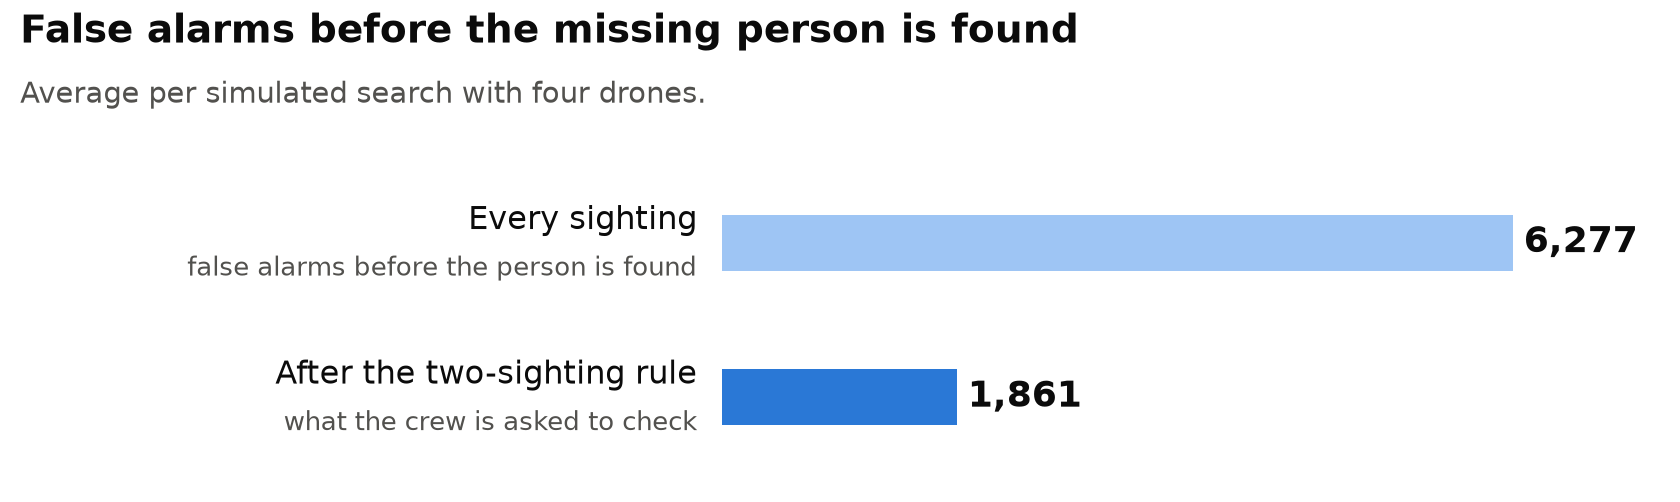 False alarms before the missing person is found
Average per simulated search with four drones.
Every sighting
false alarms before the person is found
6,277
After the two-sighting rule
what the crew is asked to check
1,861